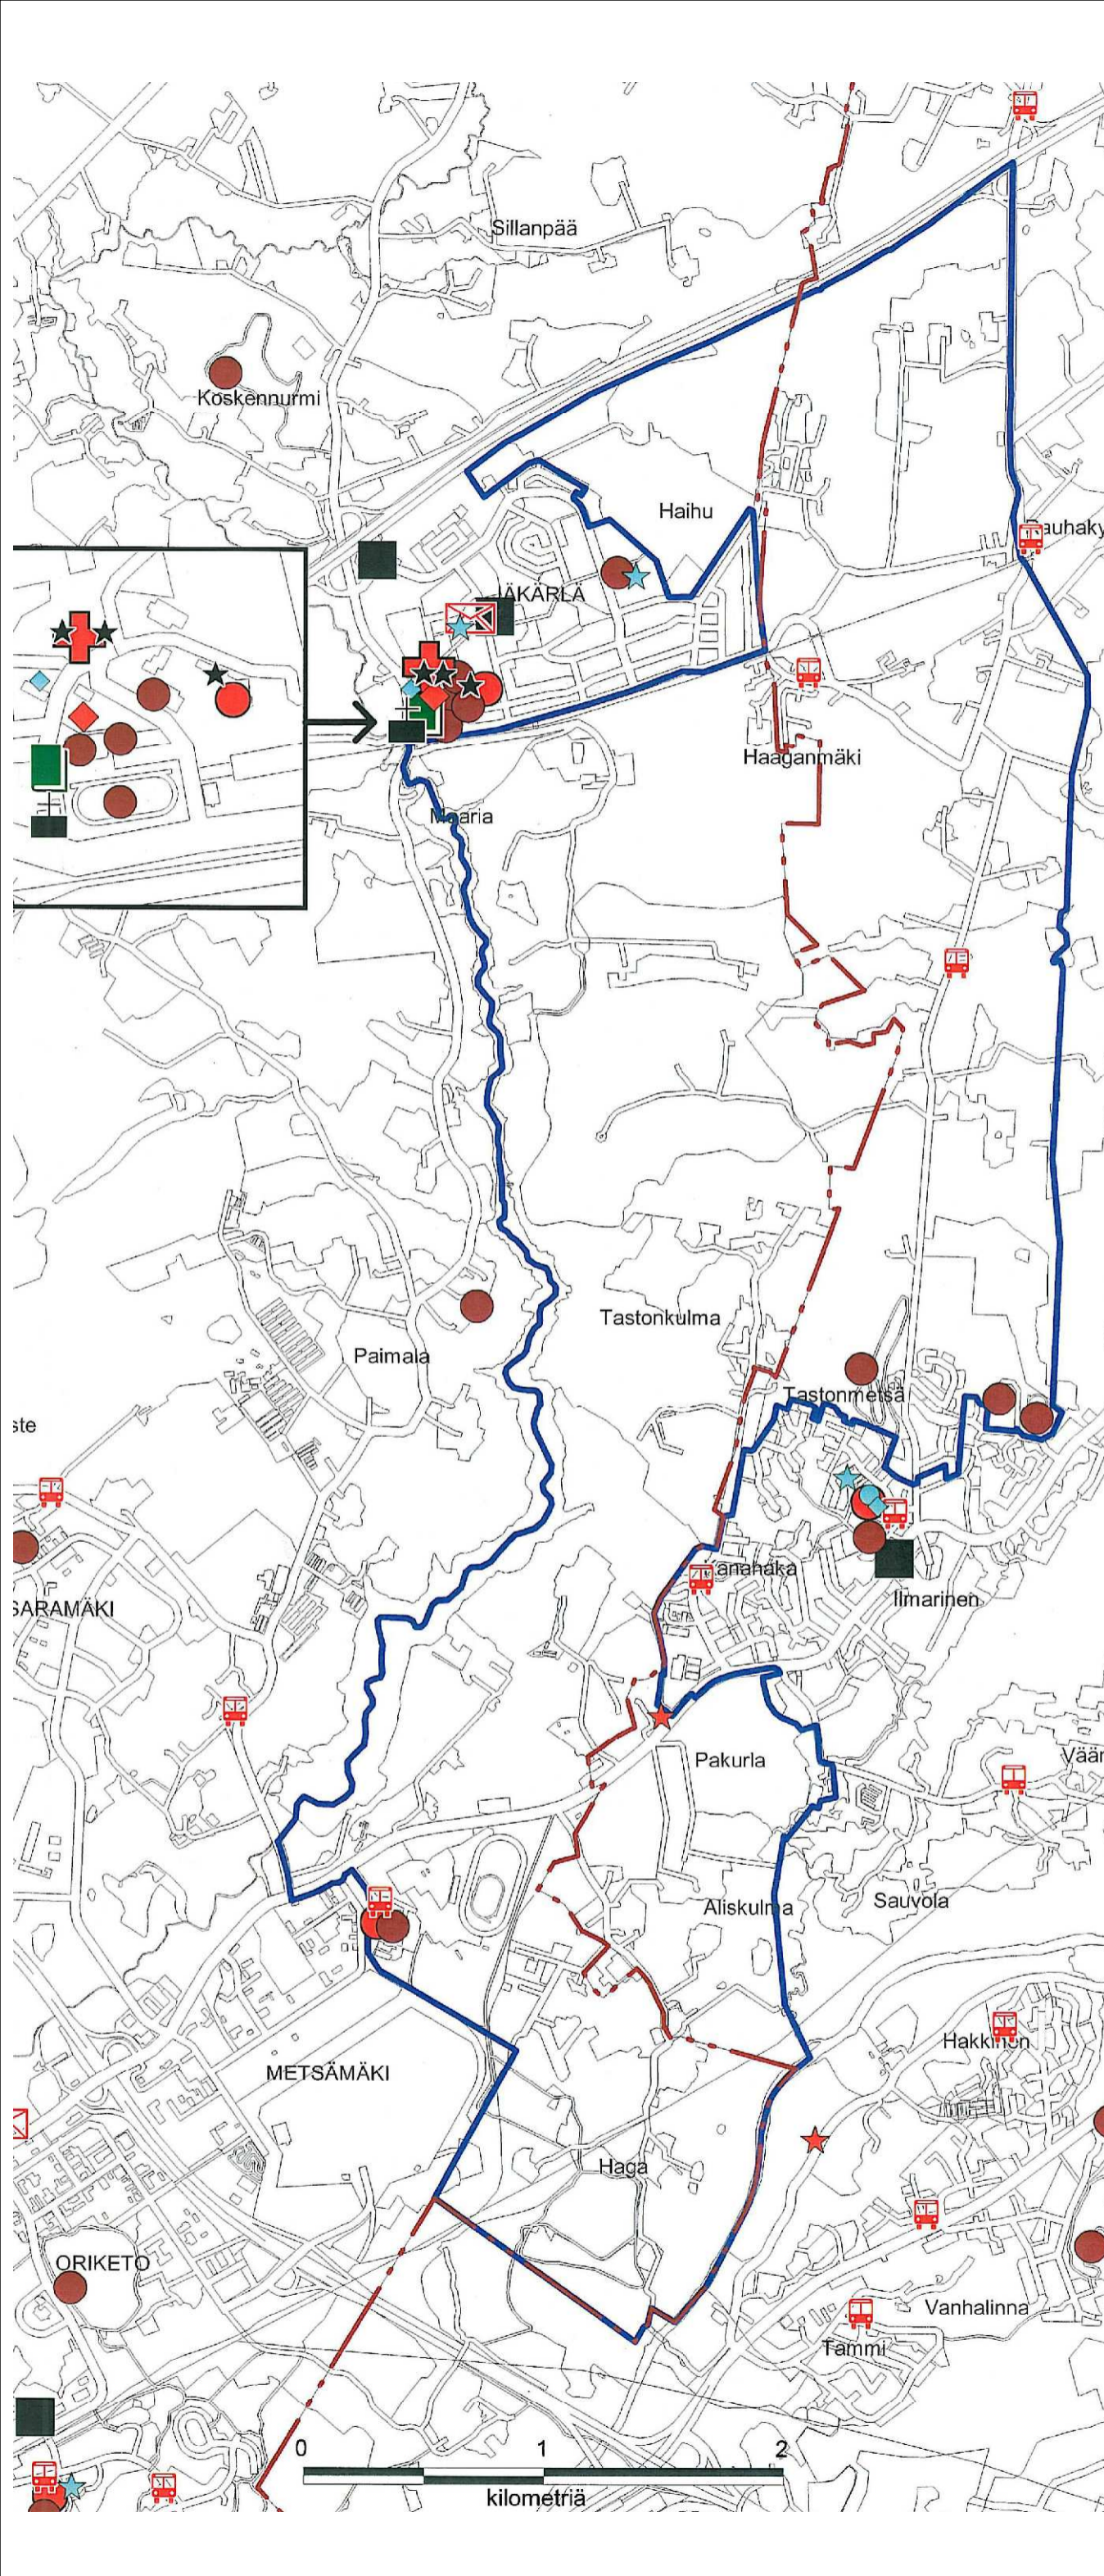 Sillanpää
Koskennurmi
Haihu
JÄKÄRLÄ
Haaganmäki
Maaria
Tastonkulma
Paimala
Tastonmetsä
SARAMÄKI
Ilmarinen
Pakurla
Aliskulma
Sauvola
Hakkinen
METSÄMÄKI
Haga
ORIKETO
Vanhalinna
Tammi
0 1 2
kilometriä